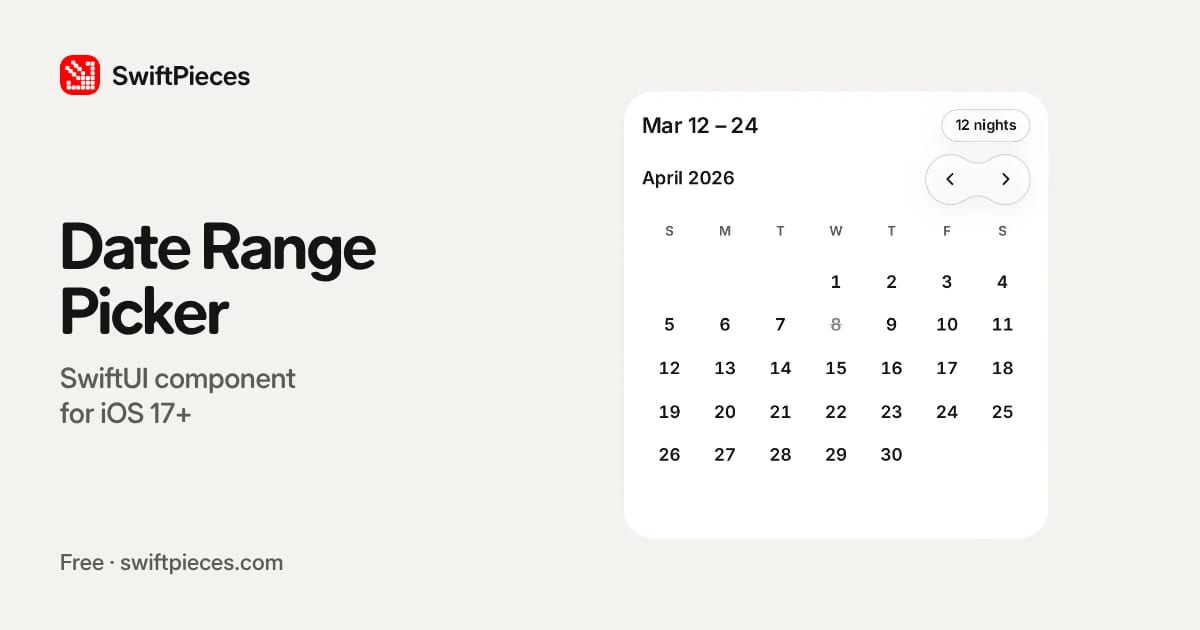 SwiftPieces
Date Range
Picker
SwiftUI component
for iOS 17+
Free · swiftpieces.com
Mar 12 – 24
12 nights
April 2026
S M T W T F S
1 2 3 4
5 6 7 8 9 10 11
12 13 14 15 16 17 18
19 20 21 22 23 24 25
26 27 28 29 30